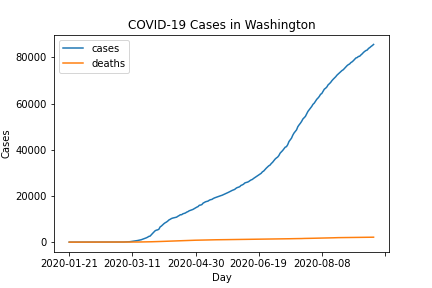 COVID-19 Cases in Washington
cases
deaths
80000
60000
40000
20000
0
Cases
2020-01-21 2020-03-11 2020-04-30 2020-06-19 2020-08-08
Day